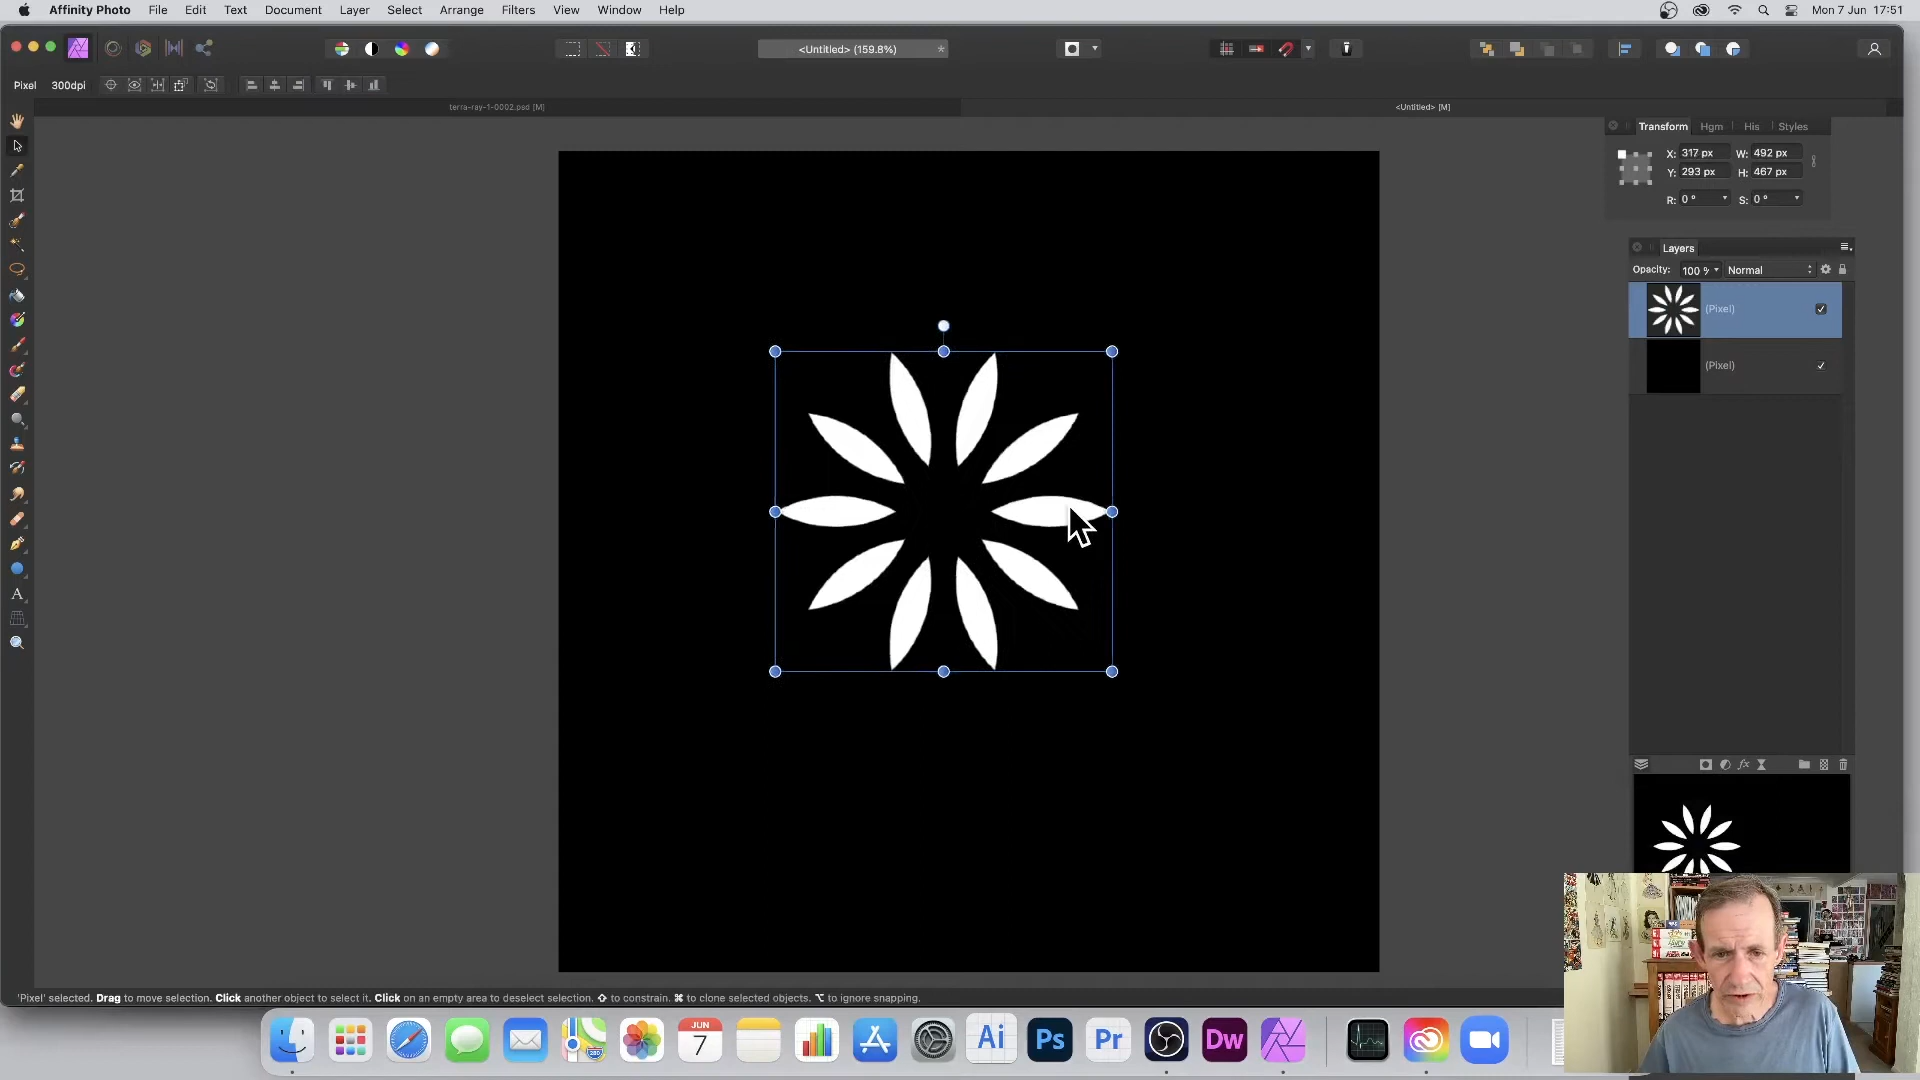 Affinity Photo File Edit Text Document Layer Select Arrange Filters View Window Help
Mon 7 Jun 17:51
<Untitled> (159.8%) *
Pixel 300dpi
terra-ray-1-0002.psd [M]
<Untitled> [M]
Transform Hgm His Styles
X: 317 px W: 492 px
Y: 293 px H: 467 px
R: 0 º S: 0 º
Layers
Opacity: 100 % Normal
(Pixel)
(Pixel)
A
'Pixel' selected. Drag to move selection. Click another object to select it. Click on an empty area to deselect selection. ⇧ to constrain. ⌘ to clone selected objects. ⌥ to ignore snapping.
JUN
7
280
Ai
Ps
Pr
Dw